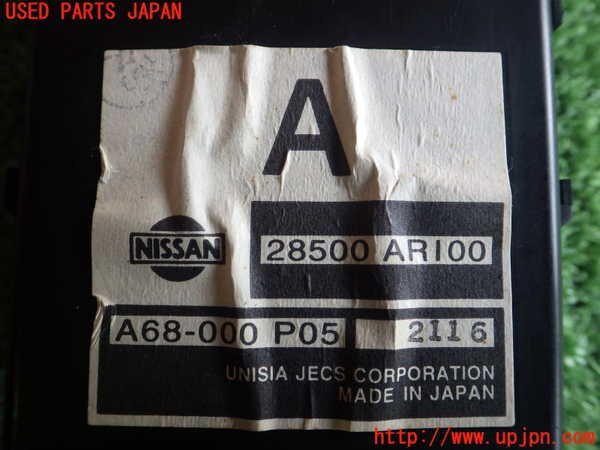 USED PARTS JAPAN
A
NISSAN
28500 AR100
A68-000 P05
2116
UNISIA JECS CORPORATION
MADE IN JAPAN
http://www.upjpn.com/